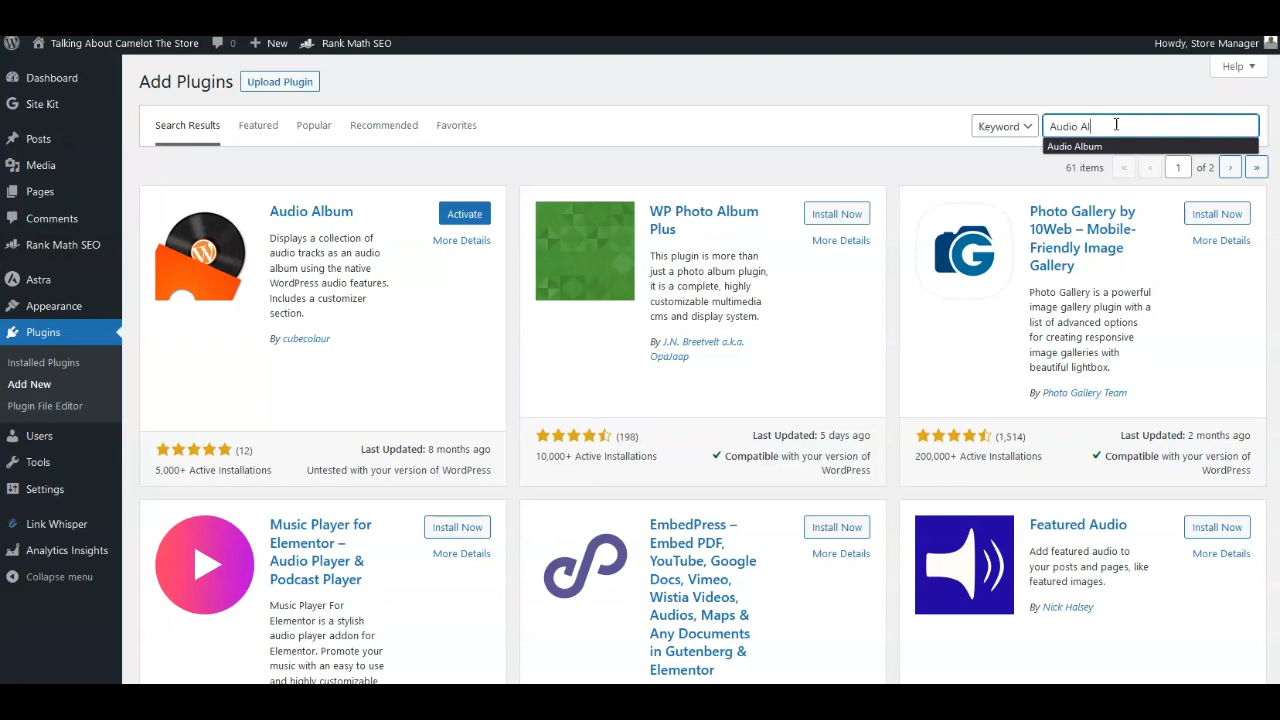 Talking About Camelot The Store
0
New
Rank Math SEO
Howdy, Store Manager
Dashboard
Site Kit
Posts
Media
Pages
Comments
Rank Math SEO
Astra
Appearance
Plugins
Installed Plugins
Add New
Plugin File Editor
Users
Tools
Settings
Link Whisper
Analytics Insights
Collapse menu
Help
Add Plugins
Upload Plugin
Search Results
Featured
Popular
Recommended
Favorites
Keyword
Audio Al
Audio Album
61 items
«
‹
1
of 2
›
»
Audio Album
Activate
More Details
Displays a collection of
audio tracks as an audio
album using the native
WordPress audio features.
Includes a customizer
section.
By cubecolour
(12)
5,000+ Active Installations
Last Updated: 8 months ago
Untested with your version of WordPress
WP Photo Album
Plus
Install Now
More Details
This plugin is more than
just a photo album plugin,
it is a complete, highly
customizable multimedia
cms and display system.
By J.N. Breetvelt a.k.a.
OpaJaap
(198)
10,000+ Active Installations
Last Updated: 5 days ago
Compatible with your version of
WordPress
Photo Gallery by
10Web – Mobile-
Friendly Image
Gallery
Install Now
More Details
Photo Gallery is a powerful
image gallery plugin with a
list of advanced options
for creating responsive
image galleries with
beautiful lightbox.
By Photo Gallery Team
(1,514)
200,000+ Active Installations
Last Updated: 2 months ago
Compatible with your version of
WordPress
Music Player for
Elementor –
Audio Player &
Podcast Player
Install Now
More Details
Music Player For
Elementor is a stylish
audio player addon for
Elementor. Promote your
music with an easy to use
and highly customizable
EmbedPress –
Embed PDF,
YouTube, Google
Docs, Vimeo,
Wistia Videos,
Audios, Maps &
Any Documents
in Gutenberg &
Elementor
Install Now
More Details
Featured Audio
Install Now
More Details
Add featured audio to
your posts and pages, like
featured images.
By Nick Halsey